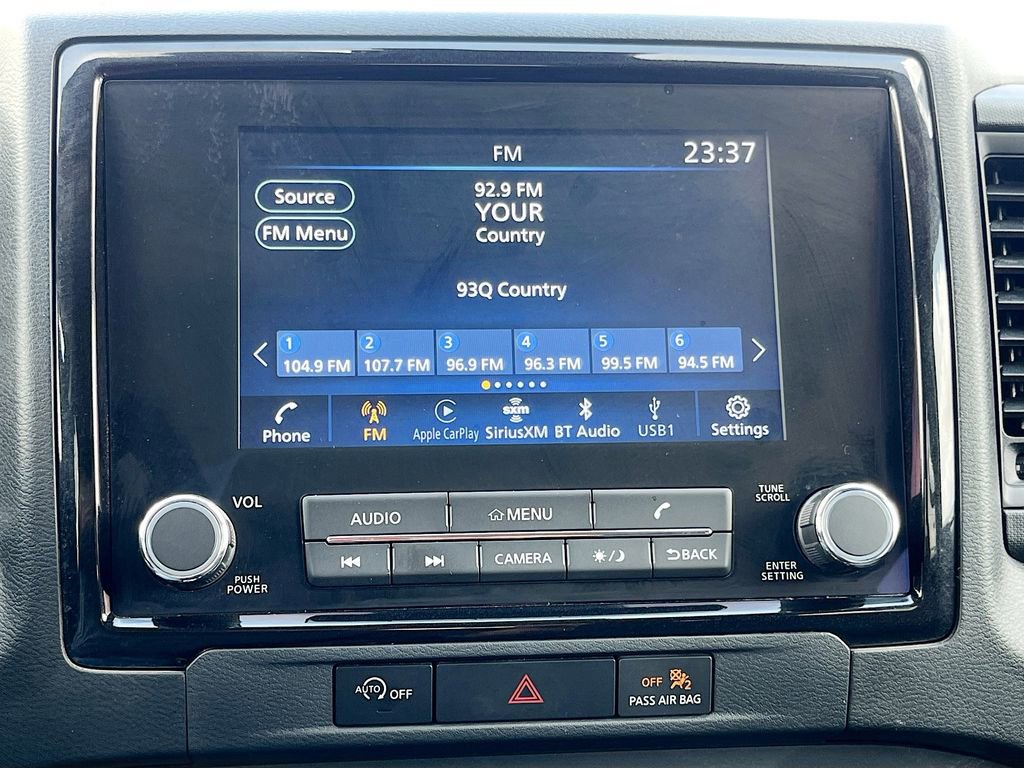 FM 23:37
Source
FM Menu
92.9 FM
YOUR
Country
93Q Country
1 2 3 4 5 6
104.9 FM 107.7 FM 96.9 FM 96.3 FM 99.5 FM 94.5 FM
sxm
Phone FM Apple CarPlay SiriusXM BT Audio USB1 Settings
VOL
PUSH
POWER
AUDIO MENU
CAMERA BACK
TUNE
SCROLL
ENTER
SETTING
AUTO OFF
OFF 2
PASS AIR BAG